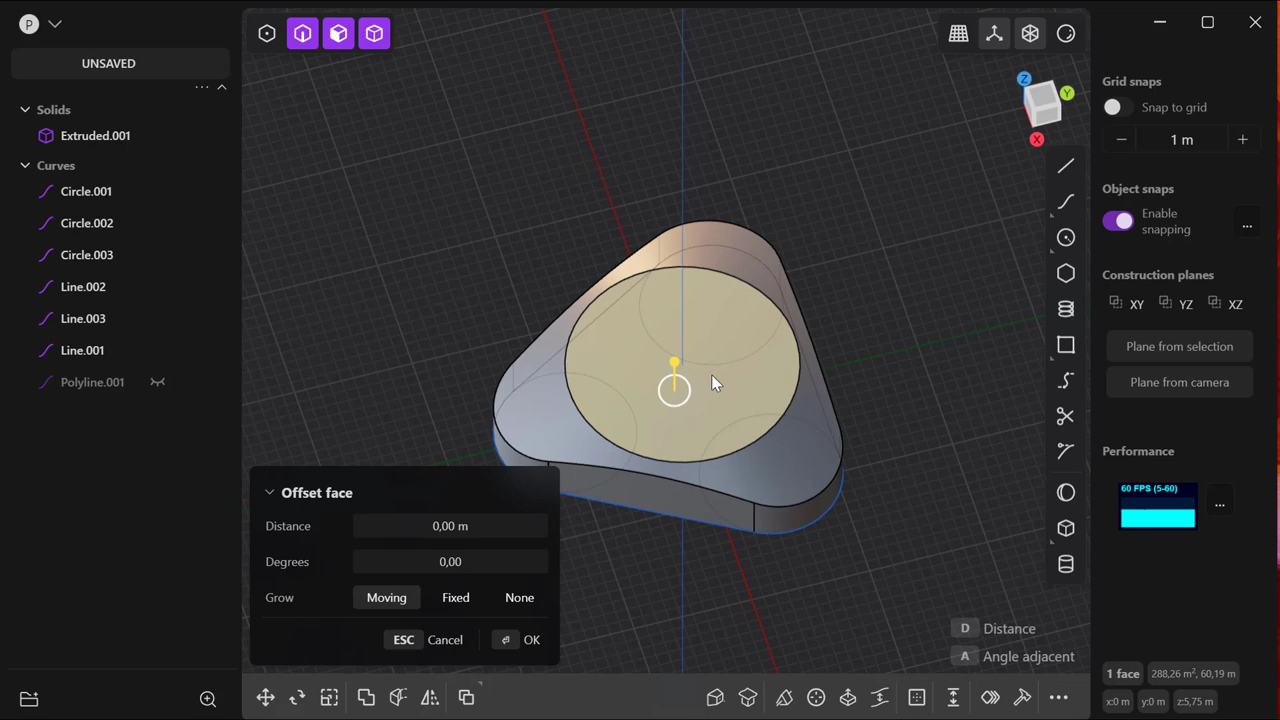 P
UNSAVED
...
Solids
Extruded.001
Curves
Circle.001
Circle.002
Circle.003
Line.002
Line.003
Line.001
Polyline.001
Offset face
Distance 0,00 m
Degrees 0,00
Grow Moving Fixed None
ESC Cancel OK
Z
Y
X
D Distance
A Angle adjacent
Grid snaps
Snap to grid
− 1 m +
Object snaps
Enable
snapping
...
Construction planes
XY YZ XZ
Plane from selection
Plane from camera
Performance
60 FPS (5-60)
...
1 face 288,26 m², 60,19 m
x:0 m y:0 m z:5,75 m